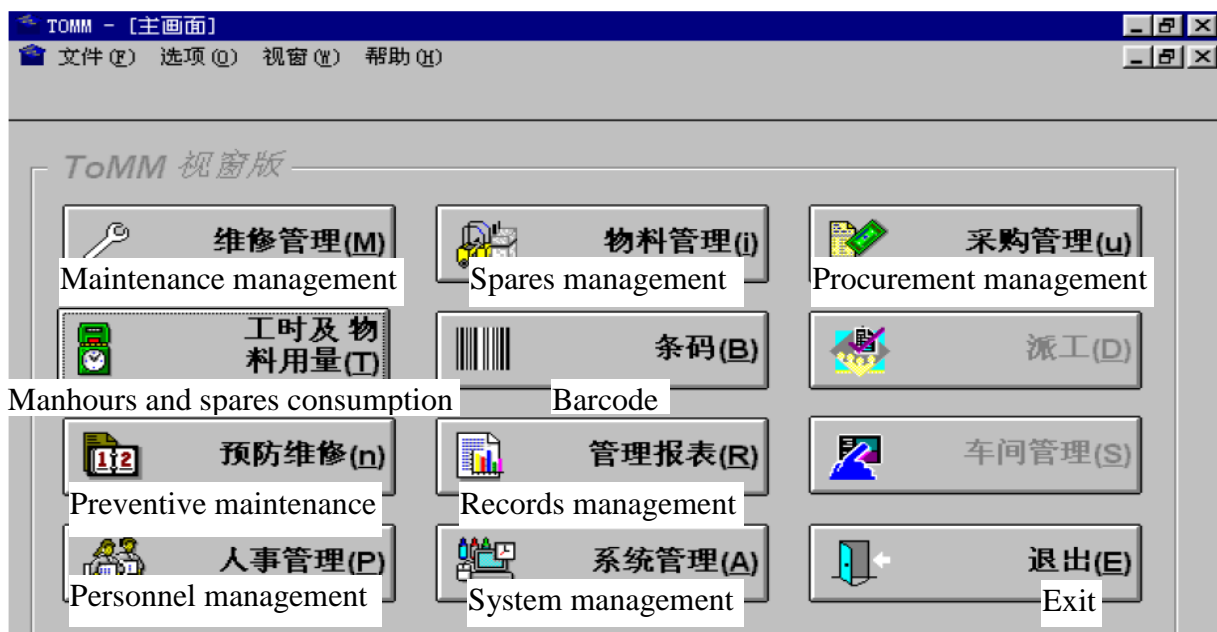 TOMM - [主画面]
文件(F) 选项(O) 视窗(W) 帮助(H)
ToMM 视窗版
维修管理(M)
Maintenance management
物料管理(i)
Spares management
采购管理(u)
Procurement management
工时及 物
料用量(T)
Manhours and spares consumption
条码(B)
Barcode
派工(D)
预防维修(n)
Preventive maintenance
管理报表(R)
Records management
车间管理(S)
人事管理(P)
Personnel management
系统管理(A)
System management
退出(E)
Exit